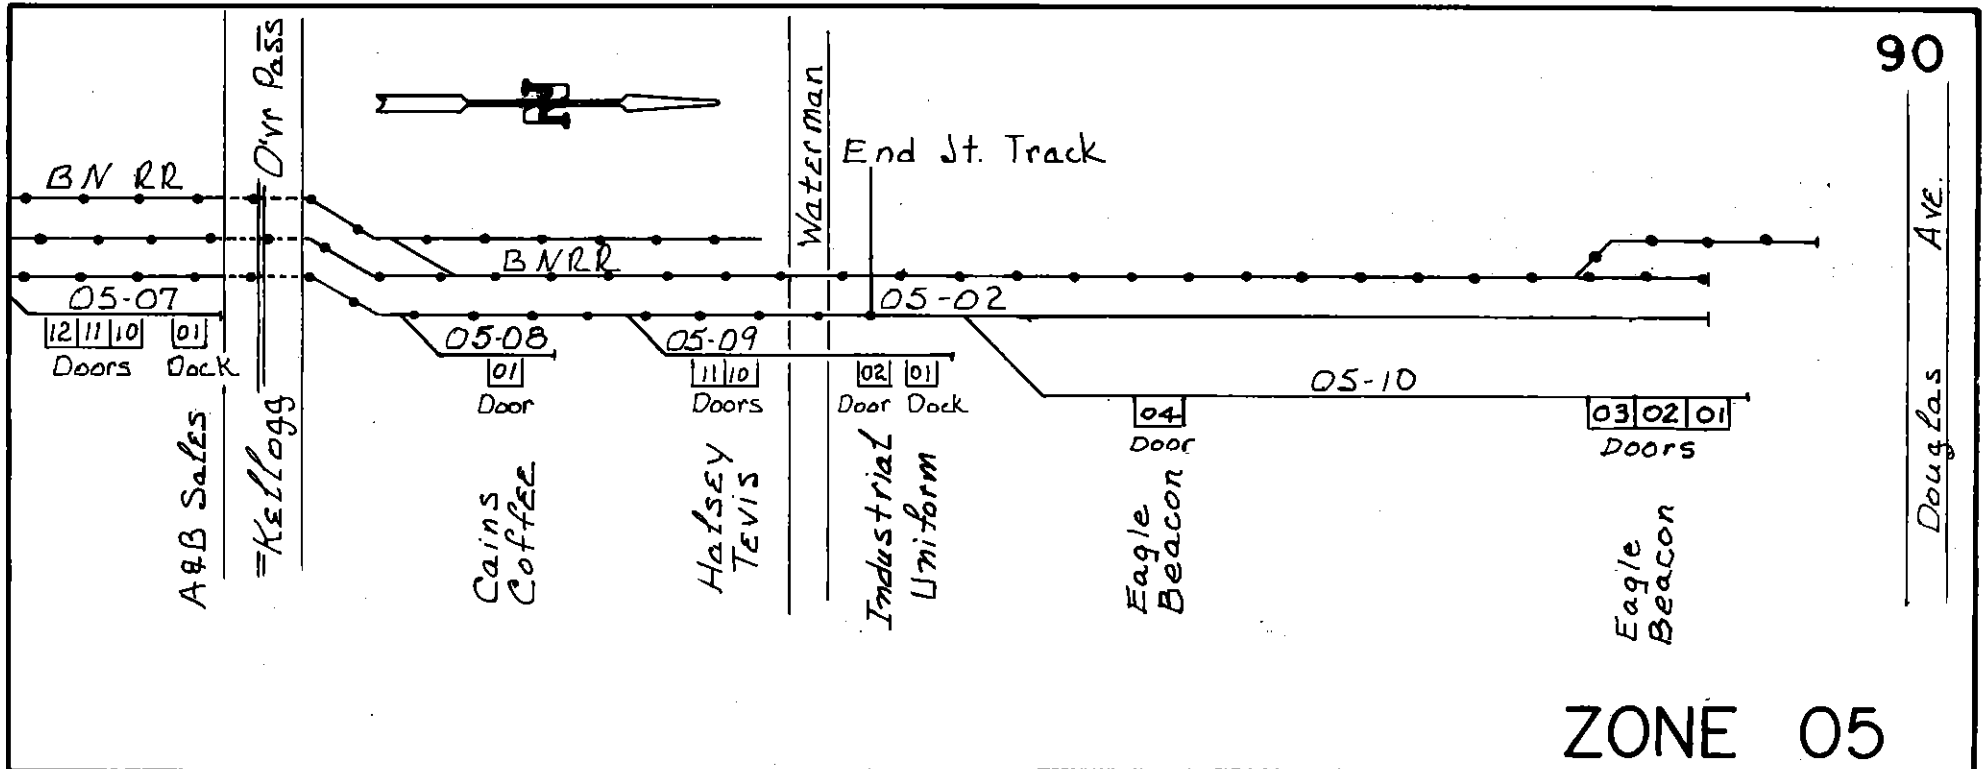 90
O'vr Pass
Waterman
End Jt. Track
BN RR
BNRR
Ave.
05-07
05-02
05-08
05-09
05-10
12 11 10
01
01
11 10
02
01
04
03 02 01
Doors
Dock
Door
Doors
Door
Dock
Door
Doors
A&B Sales
=Kellogg
Cains
Coffee
Halsey
Tevis
Industrial
Uniform
Eagle
Beacon
Eagle
Beacon
Douglas
ZONE 05